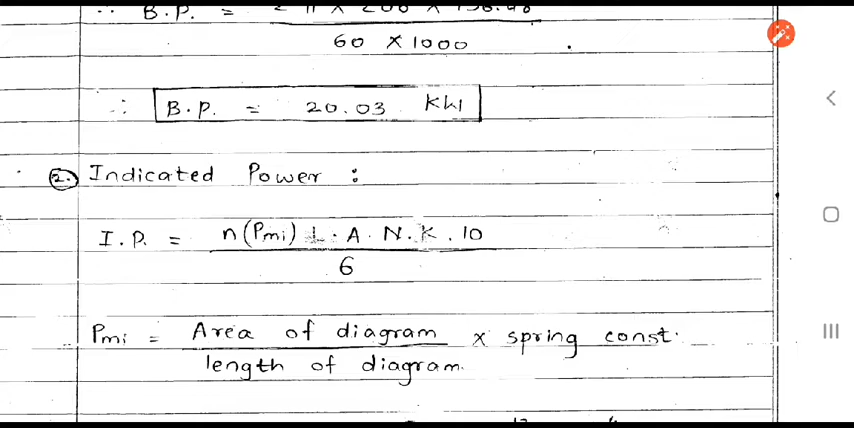 ∴ B.P. =
60 × 1000
∴ B.P. = 20.03 KW
2. Indicated Power :
I.P. = n(Pmi) L. A. N. K. 10
6
Pmi = Area of diagram × spring const.
length of diagram.